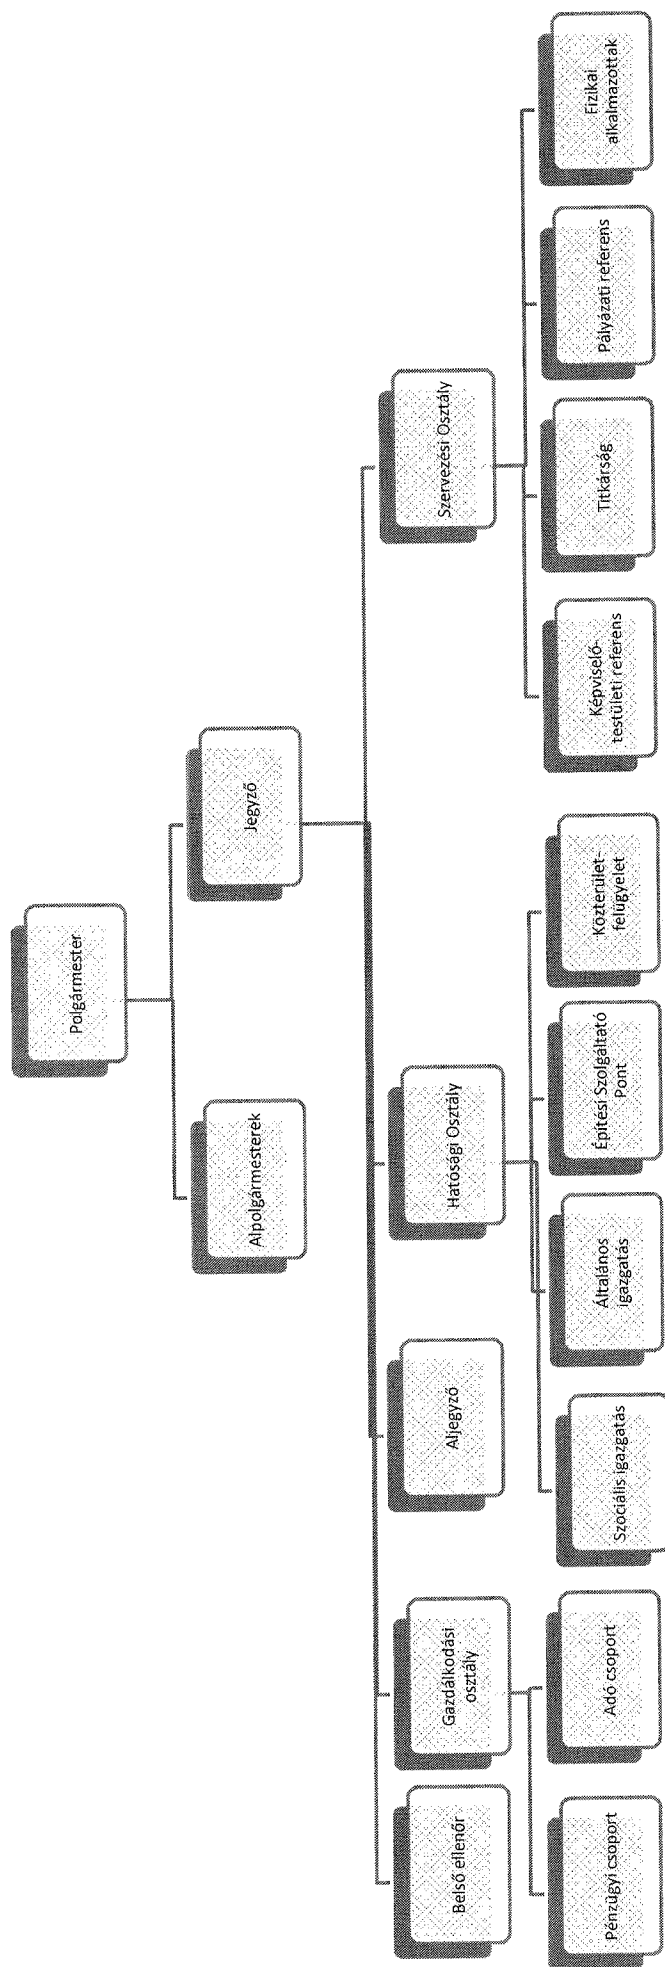 Polgármester
Alpolgármesterek
Jegyző
Belső ellenőr
Gazdálkodási
osztály
Aljegyző
Hatósági Osztály
Szervezési Osztály
Pénzügyi csoport
Adó csoport
Szociális igazgatás
Általános
igazgatás
Építési Szolgáltató
Pont
Közterület-
felügyelet
Képviselő-
testületi referens
Titkárság
Pályázati referens
Fizikai
alkalmazottak